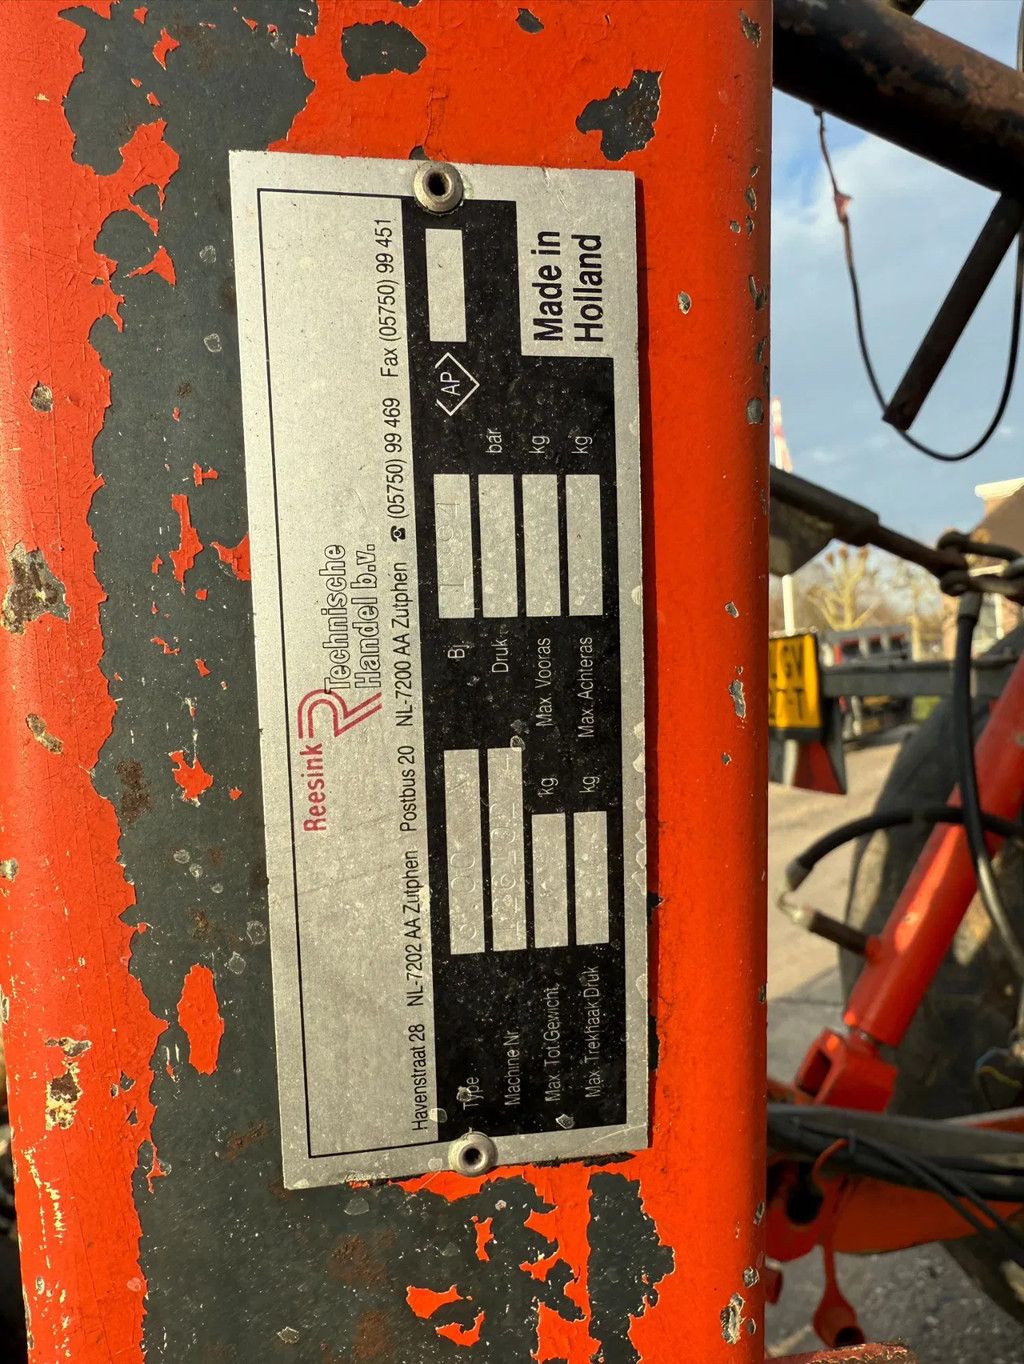 Reesink
Technische
Handel b.v.
Havenstraat 28 NL-7202 AA Zutphen Postbus 20 NL-7200 AA Zutphen ☎ (05750) 99 469 Fax (05750) 99 451
Type Bj. 1994 AP
Machine Nr. Druk bar
Max. Tot.Gewicht kg Max. Vooras kg
Max. Trekhaak Druk kg Max. Achteras kg
Made in
Holland